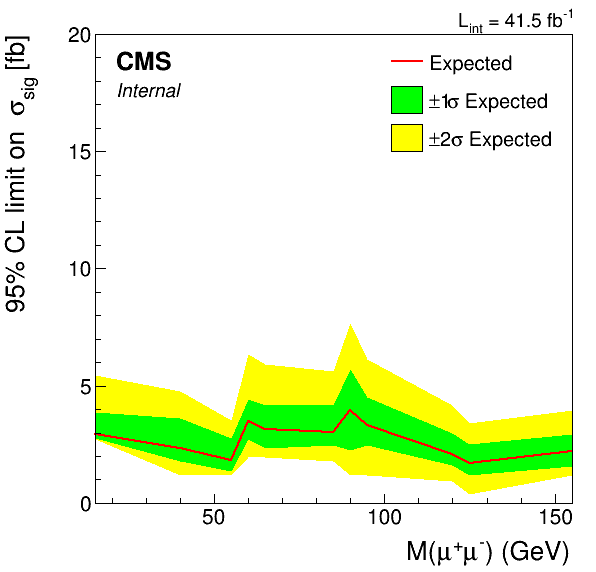 L_int = 41.5 fb^-1
CMS
Internal
Expected
±1σ Expected
±2σ Expected
95% CL limit on σ_sig [fb]
20
15
10
5
0
50 100 150
M(μ⁺μ⁻) (GeV)